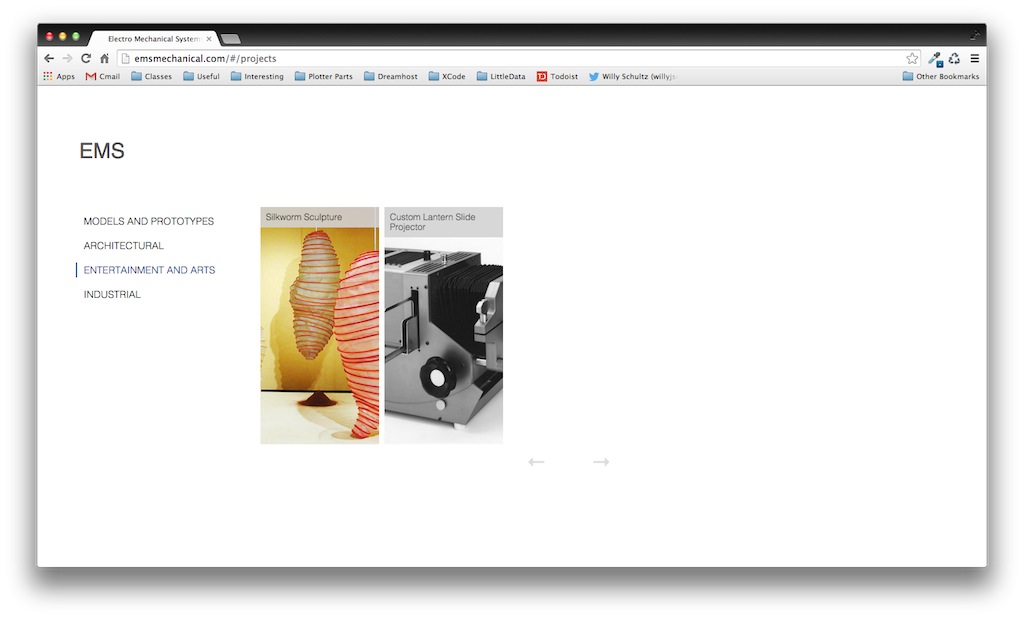 Electro Mechanical System
emsmechanical.com/#/projects
Apps Gmail Classes Useful Interesting Plotter Parts Dreamhost XCode LittleData Todoist Willy Schultz (willyjs Other Bookmarks
EMS
MODELS AND PROTOTYPES
ARCHITECTURAL
ENTERTAINMENT AND ARTS
INDUSTRIAL
Silkworm Sculpture
Custom Lantern Slide
Projector